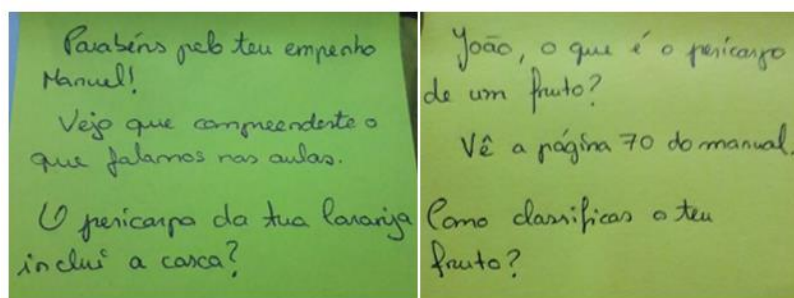 Parabéns pelo teu empenho
Manuel!
Vejo que compreendeste o
que falamos nas aulas.
O pericarpo da tua laranja
inclui a casca?
João, o que é o pericarpo
de um fruto?
Vê a página 70 do manual.
Como classificas o teu
fruto?